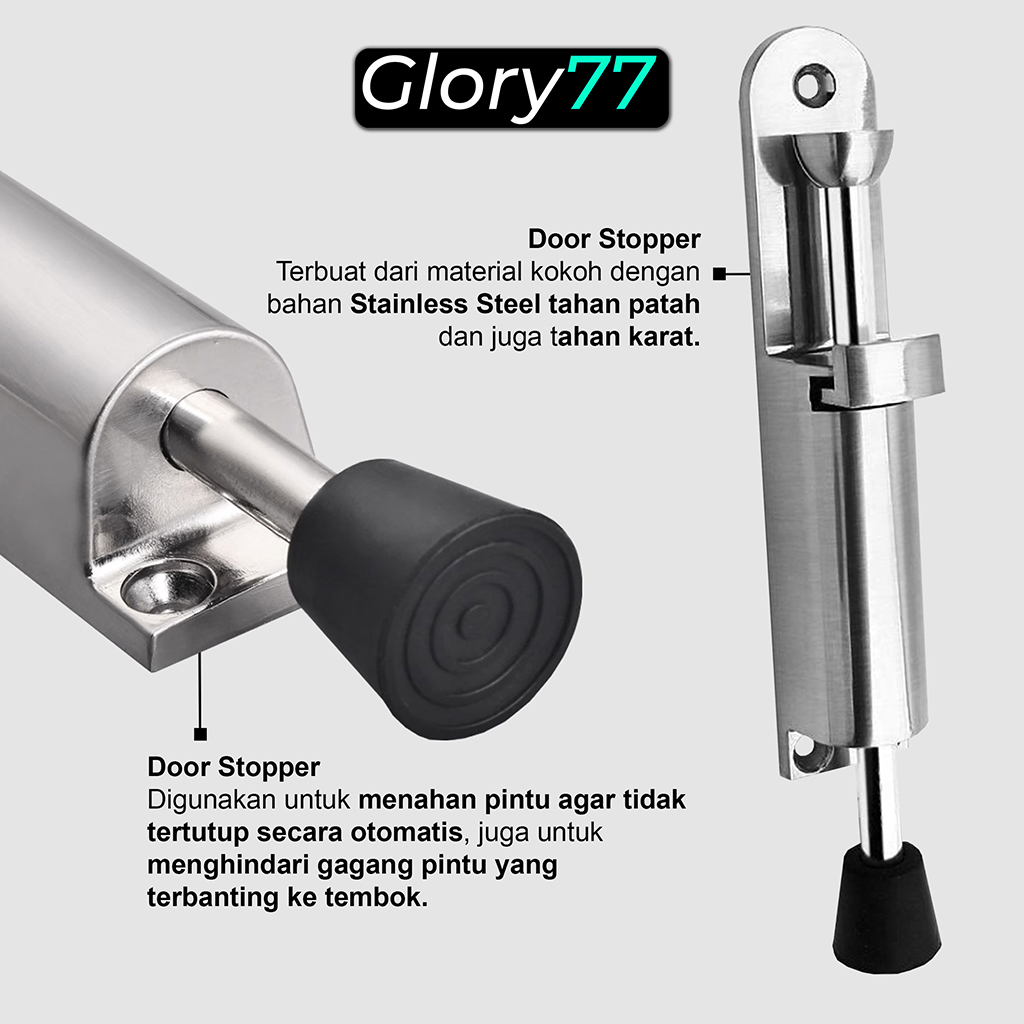 Glory77
Door Stopper
Terbuat dari material kokoh dengan
bahan Stainless Steel tahan patah
dan juga tahan karat.
Door Stopper
Digunakan untuk menahan pintu agar tidak
tertutup secara otomatis, juga untuk
menghindari gagang pintu yang
terbanting ke tembok.